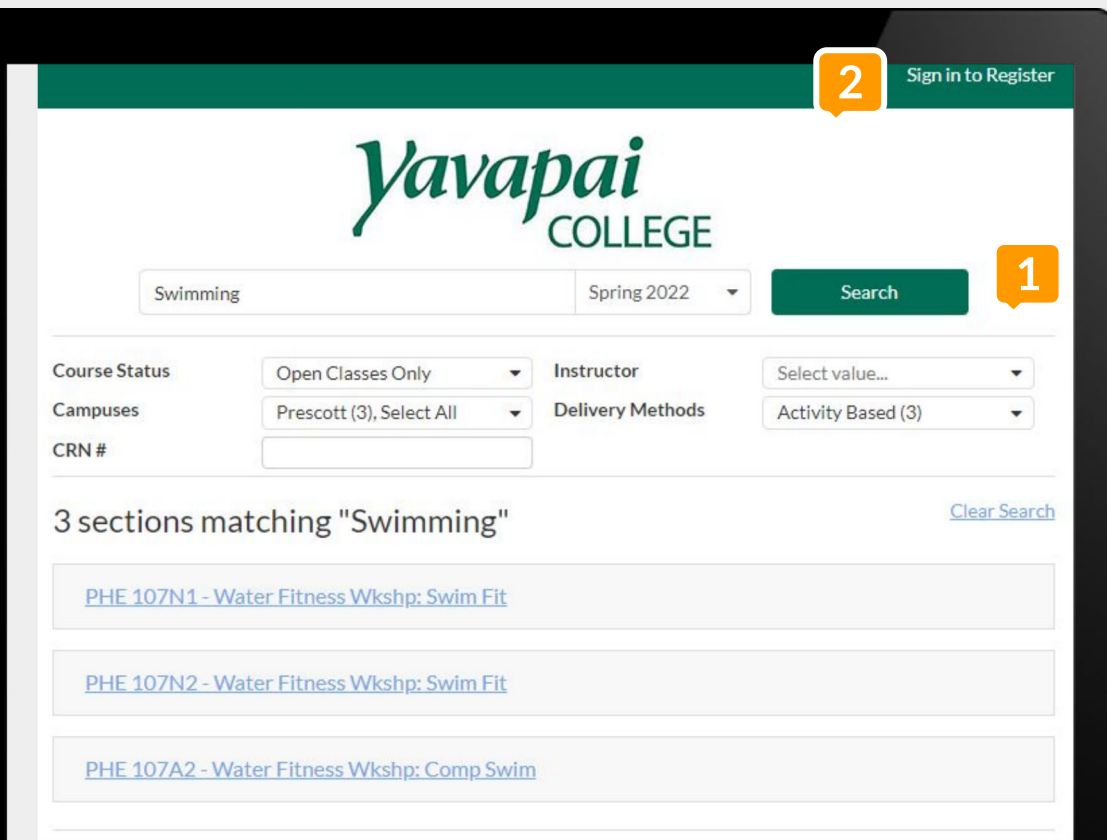 2 Sign in to Register
Yavapai
COLLEGE
Swimming Spring 2022 Search 1
Course Status Open Classes Only Instructor Select value...
Campuses Prescott (3), Select All Delivery Methods Activity Based (3)
CRN #
3 sections matching "Swimming" Clear Search
PHE 107N1 - Water Fitness Wkshp: Swim Fit
PHE 107N2 - Water Fitness Wkshp: Swim Fit
PHE 107A2 - Water Fitness Wkshp: Comp Swim